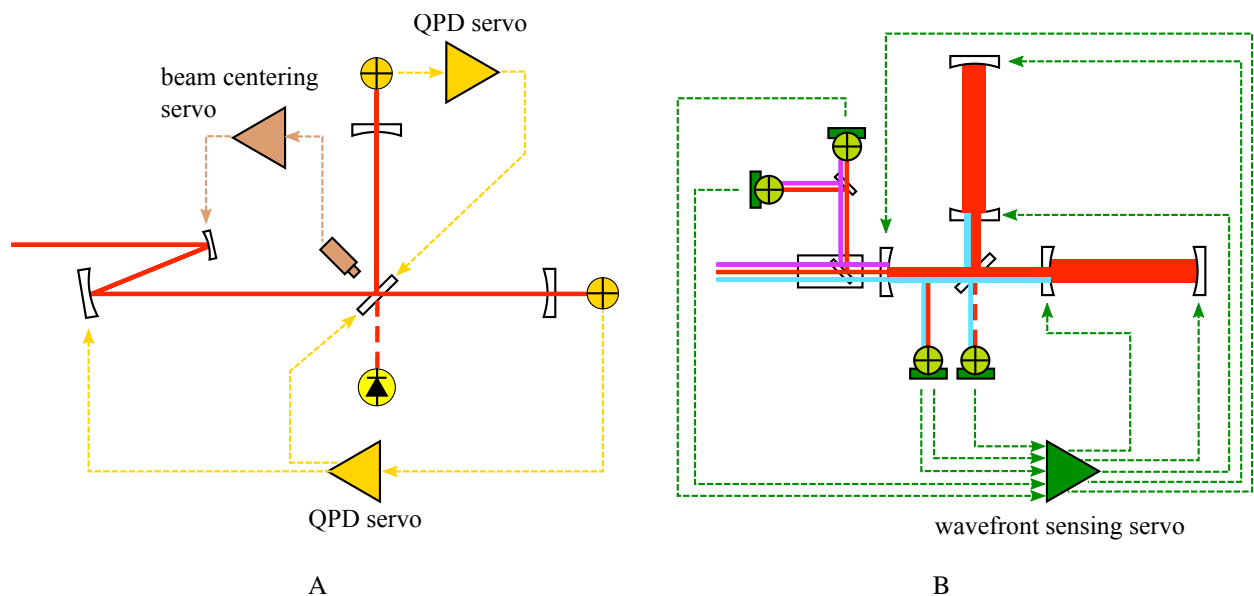 QPD servo
beam centering
servo
QPD servo
wavefront sensing servo
A
B